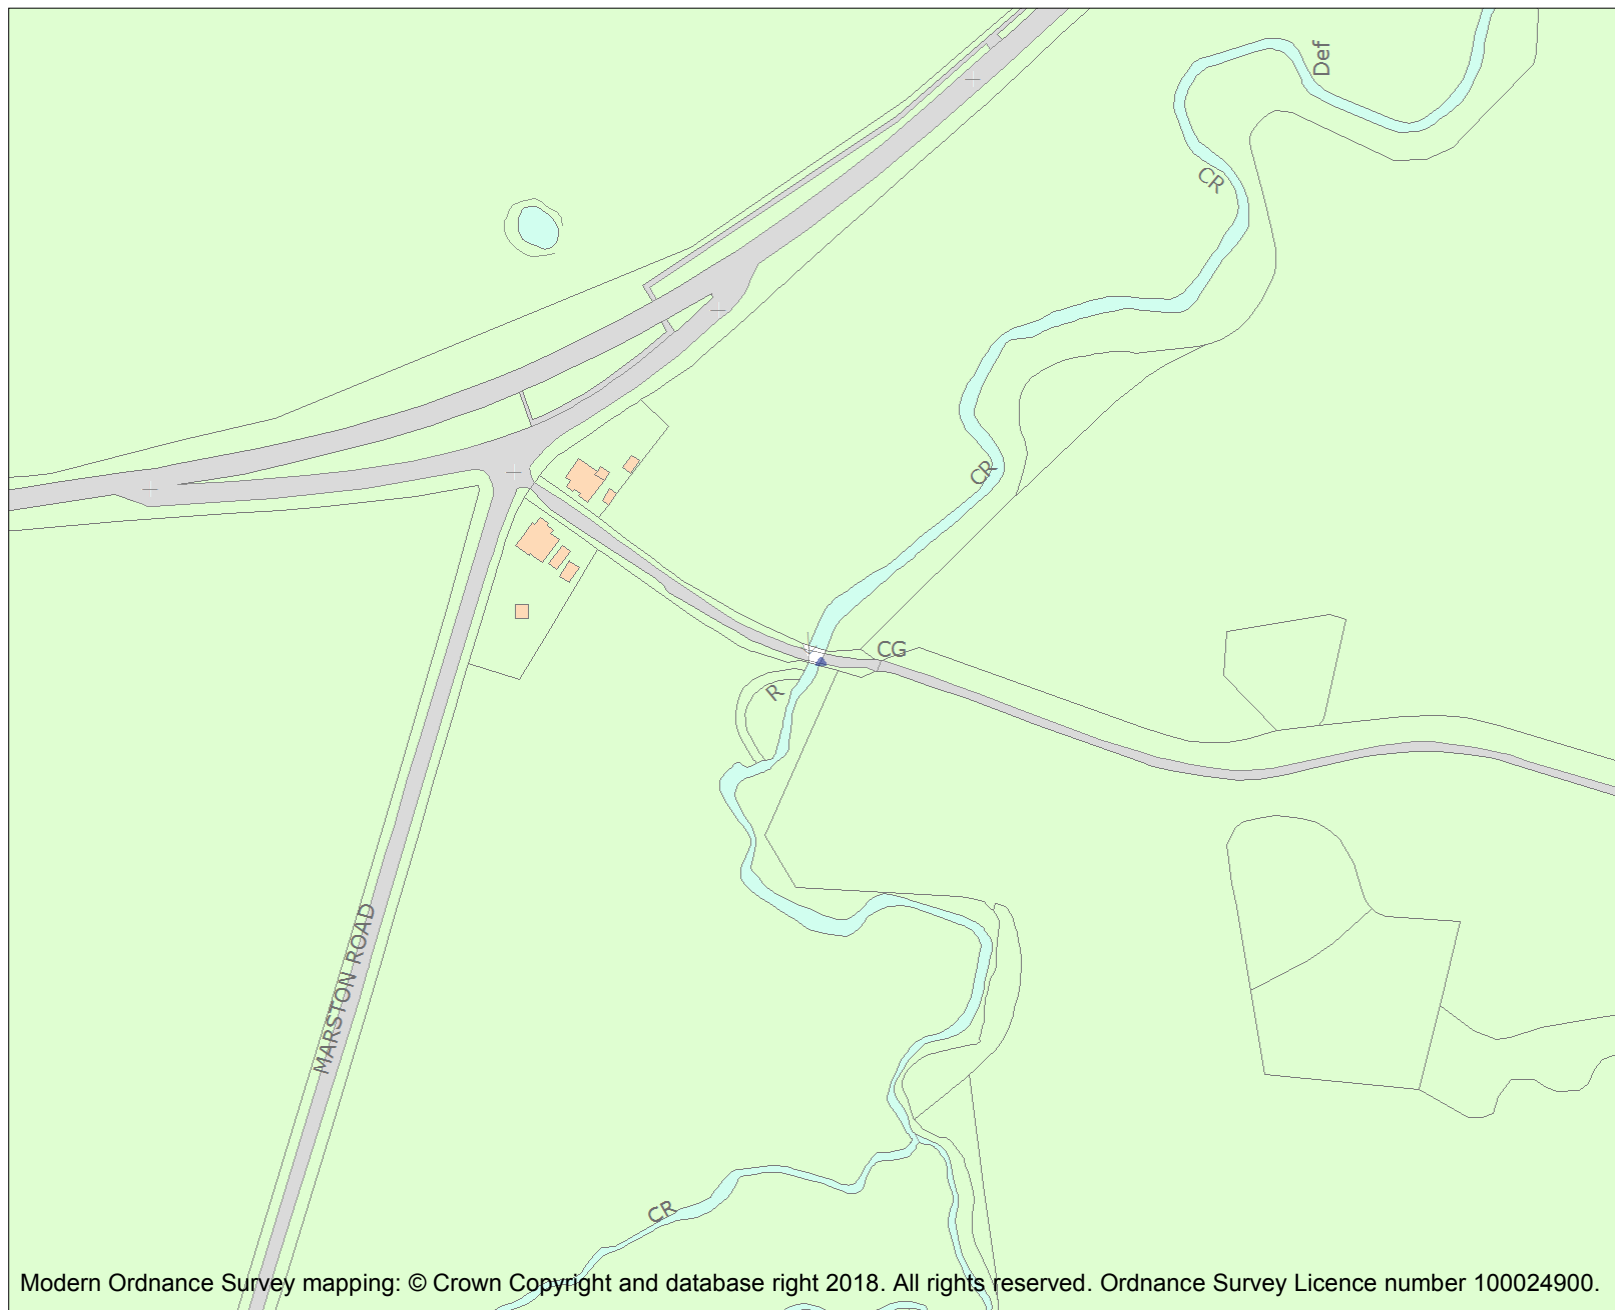 Def
CR
CR
CG
R
MARSTON ROAD
CR
Modern Ordnance Survey mapping: © Crown Copyright and database right 2018. All rights reserved. Ordnance Survey Licence number 100024900.